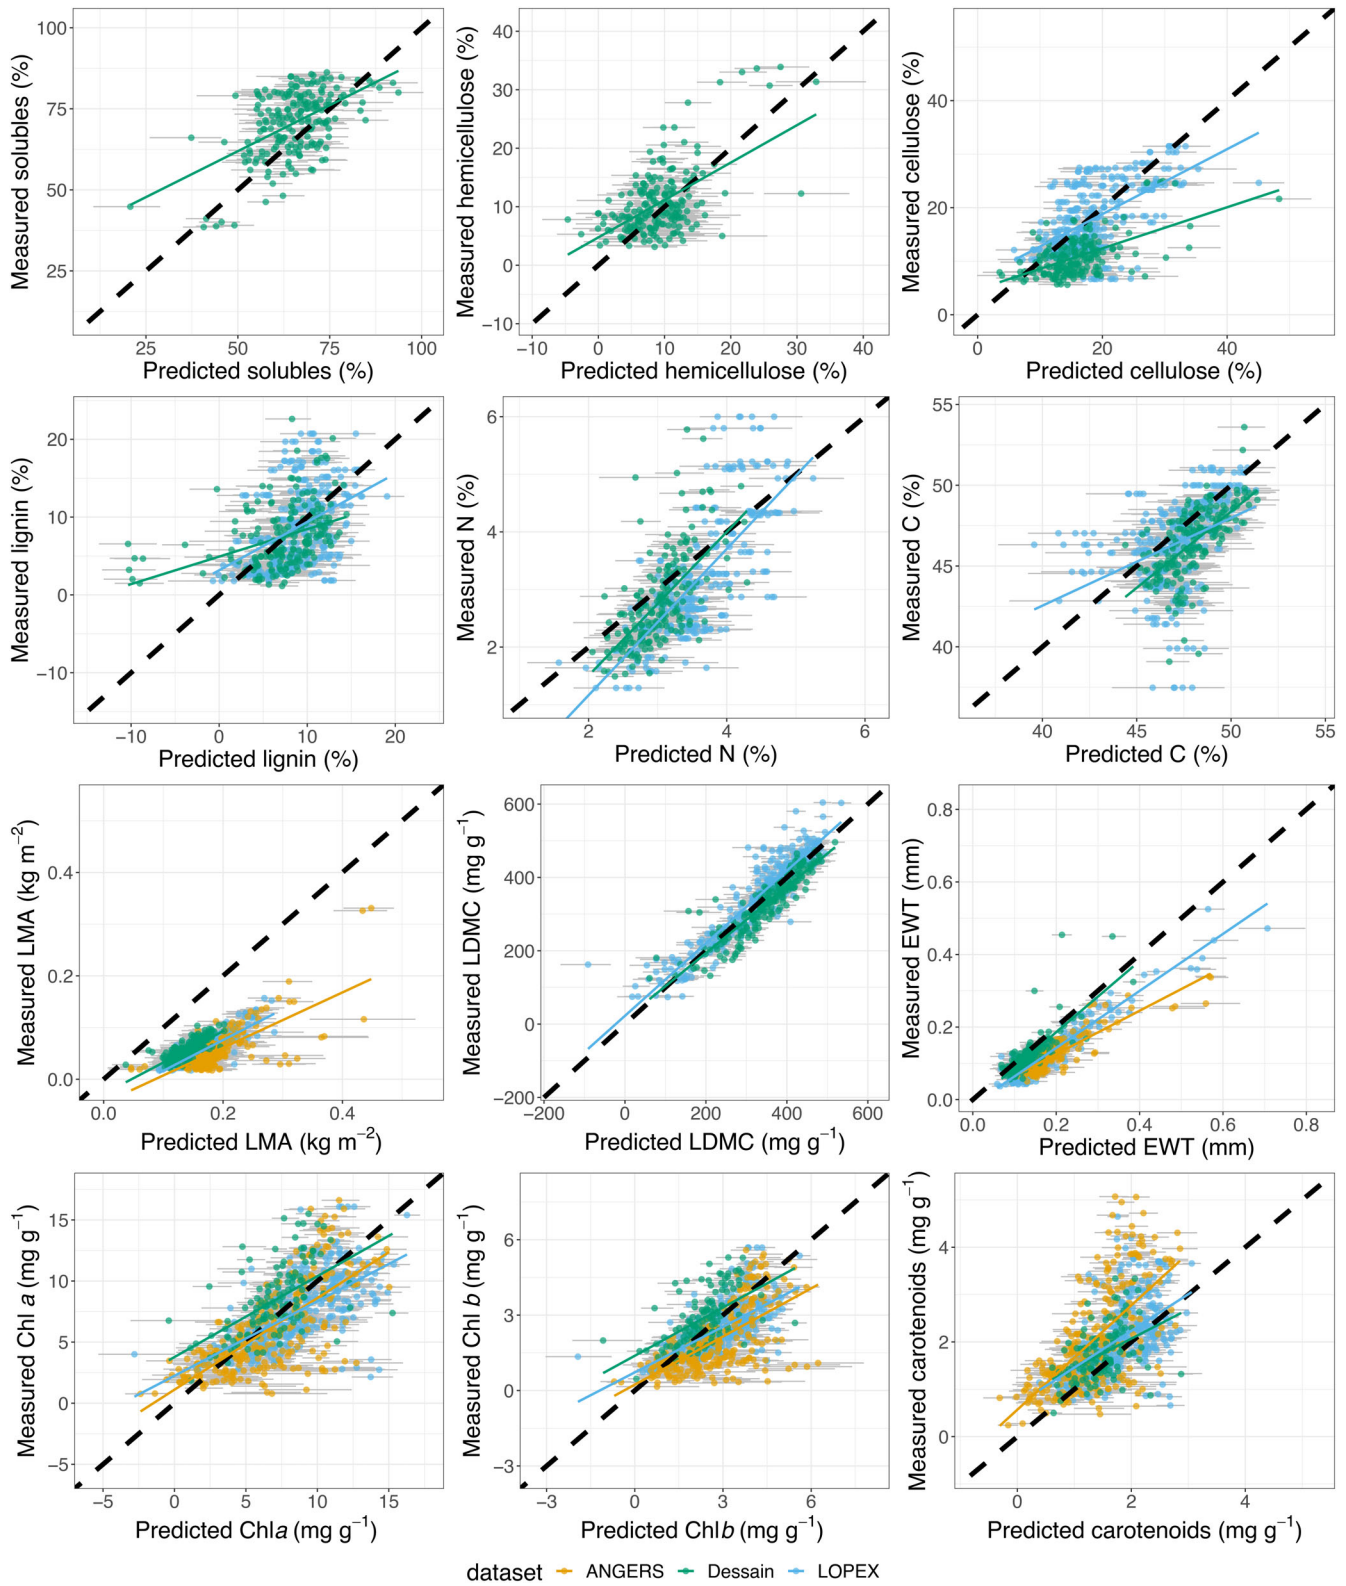 Measured solubles (%)
100
75
50
25
25 50 75 100
Predicted solubles (%)
Measured hemicellulose (%)
40
30
20
10
0
−10
−10 0 10 20 30 40
Predicted hemicellulose (%)
Measured cellulose (%)
40
20
0
0 20 40
Predicted cellulose (%)
Measured lignin (%)
20
10
0
−10
−10 0 10 20
Predicted lignin (%)
Measured N (%)
6
4
2
2 4 6
Predicted N (%)
Measured C (%)
55
50
45
40
40 45 50 55
Predicted C (%)
Measured LMA (kg m⁻²)
0.4
0.2
0.0
0.0 0.2 0.4
Predicted LMA (kg m⁻²)
Measured LDMC (mg g⁻¹)
600
400
200
0
−200
−200 0 200 400 600
Predicted LDMC (mg g⁻¹)
Measured EWT (mm)
0.8
0.6
0.4
0.2
0.0
0.0 0.2 0.4 0.6 0.8
Predicted EWT (mm)
Measured Chl a (mg g⁻¹)
15
10
5
0
−5
−5 0 5 10 15
Predicted Chl a (mg g⁻¹)
Measured Chl b (mg g⁻¹)
6
3
0
−3
−3 0 3 6
Predicted Chl b (mg g⁻¹)
Measured carotenoids (mg g⁻¹)
4
2
0
0 2 4
Predicted carotenoids (mg g⁻¹)
dataset ANGERS Dessain LOPEX